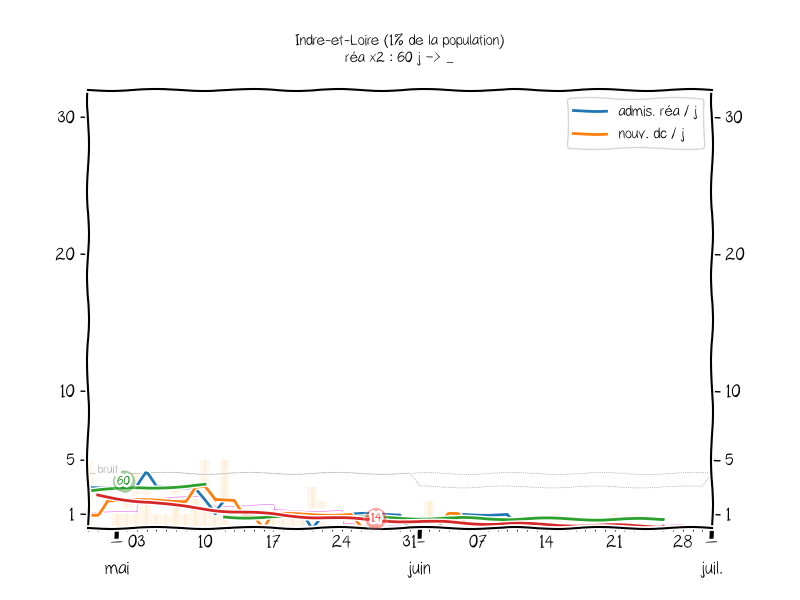 Indre-et-Loire (1% de la population)
réa x2 : 60 j -> _
30
20
10
5
1
30
20
10
5
1
admis. réa / j
nouv. dc / j
bruit
60
14
03 10 17 24 31 07 14 21 28
mai juin juil.